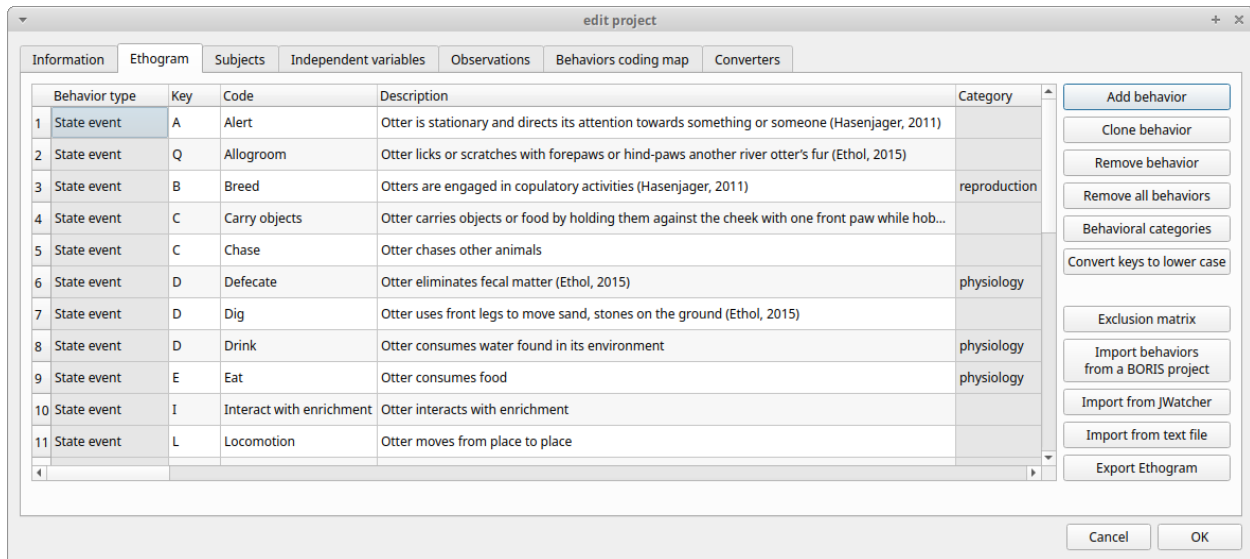 edit project
Information Ethogram Subjects Independent variables Observations Behaviors coding map Converters
Behavior type Key Code Description Category
1 State event A Alert Otter is stationary and directs its attention towards something or someone (Hasenjager, 2011)
2 State event Q Allogroom Otter licks or scratches with forepaws or hind-paws another river otter’s fur (Ethol, 2015)
3 State event B Breed Otters are engaged in copulatory activities (Hasenjager, 2011) reproduction
4 State event C Carry objects Otter carries objects or food by holding them against the cheek with one front paw while hob...
5 State event C Chase Otter chases other animals
6 State event D Defecate Otter eliminates fecal matter (Ethol, 2015) physiology
7 State event D Dig Otter uses front legs to move sand, stones on the ground (Ethol, 2015)
8 State event D Drink Otter consumes water found in its environment physiology
9 State event E Eat Otter consumes food physiology
10 State event I Interact with enrichment Otter interacts with enrichment
11 State event L Locomotion Otter moves from place to place
Add behavior
Clone behavior
Remove behavior
Remove all behaviors
Behavioral categories
Convert keys to lower case
Exclusion matrix
Import behaviors
from a BORIS project
Import from JWatcher
Import from text file
Export Ethogram
Cancel OK